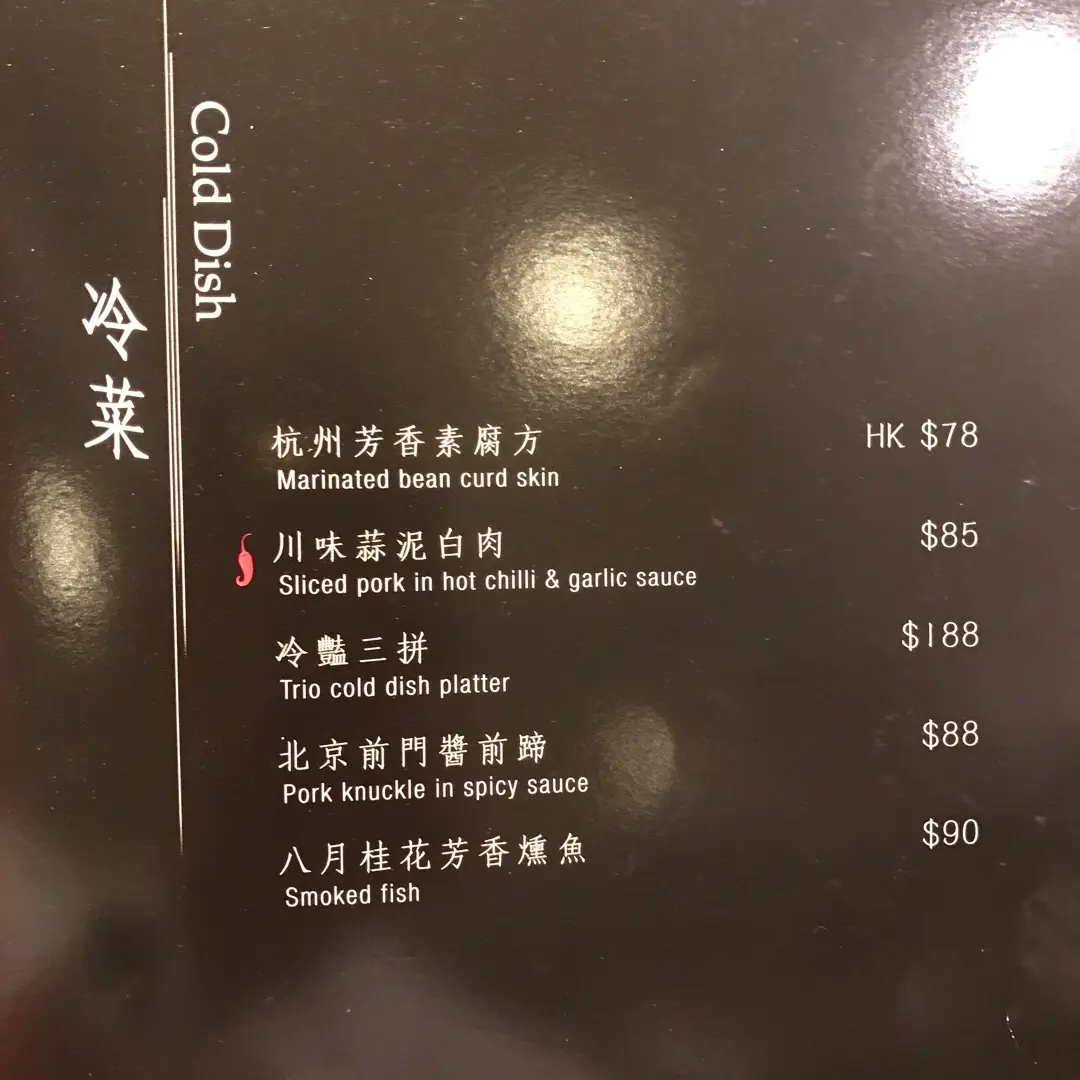 Cold Dish
冷菜
杭州芳香素腐方 HK $78
Marinated bean curd skin
川味蒜泥白肉 $85
Sliced pork in hot chilli & garlic sauce
冷豔三拼 $188
Trio cold dish platter
北京前門醬前蹄 $88
Pork knuckle in spicy sauce
八月桂花芳香燻魚 $90
Smoked fish